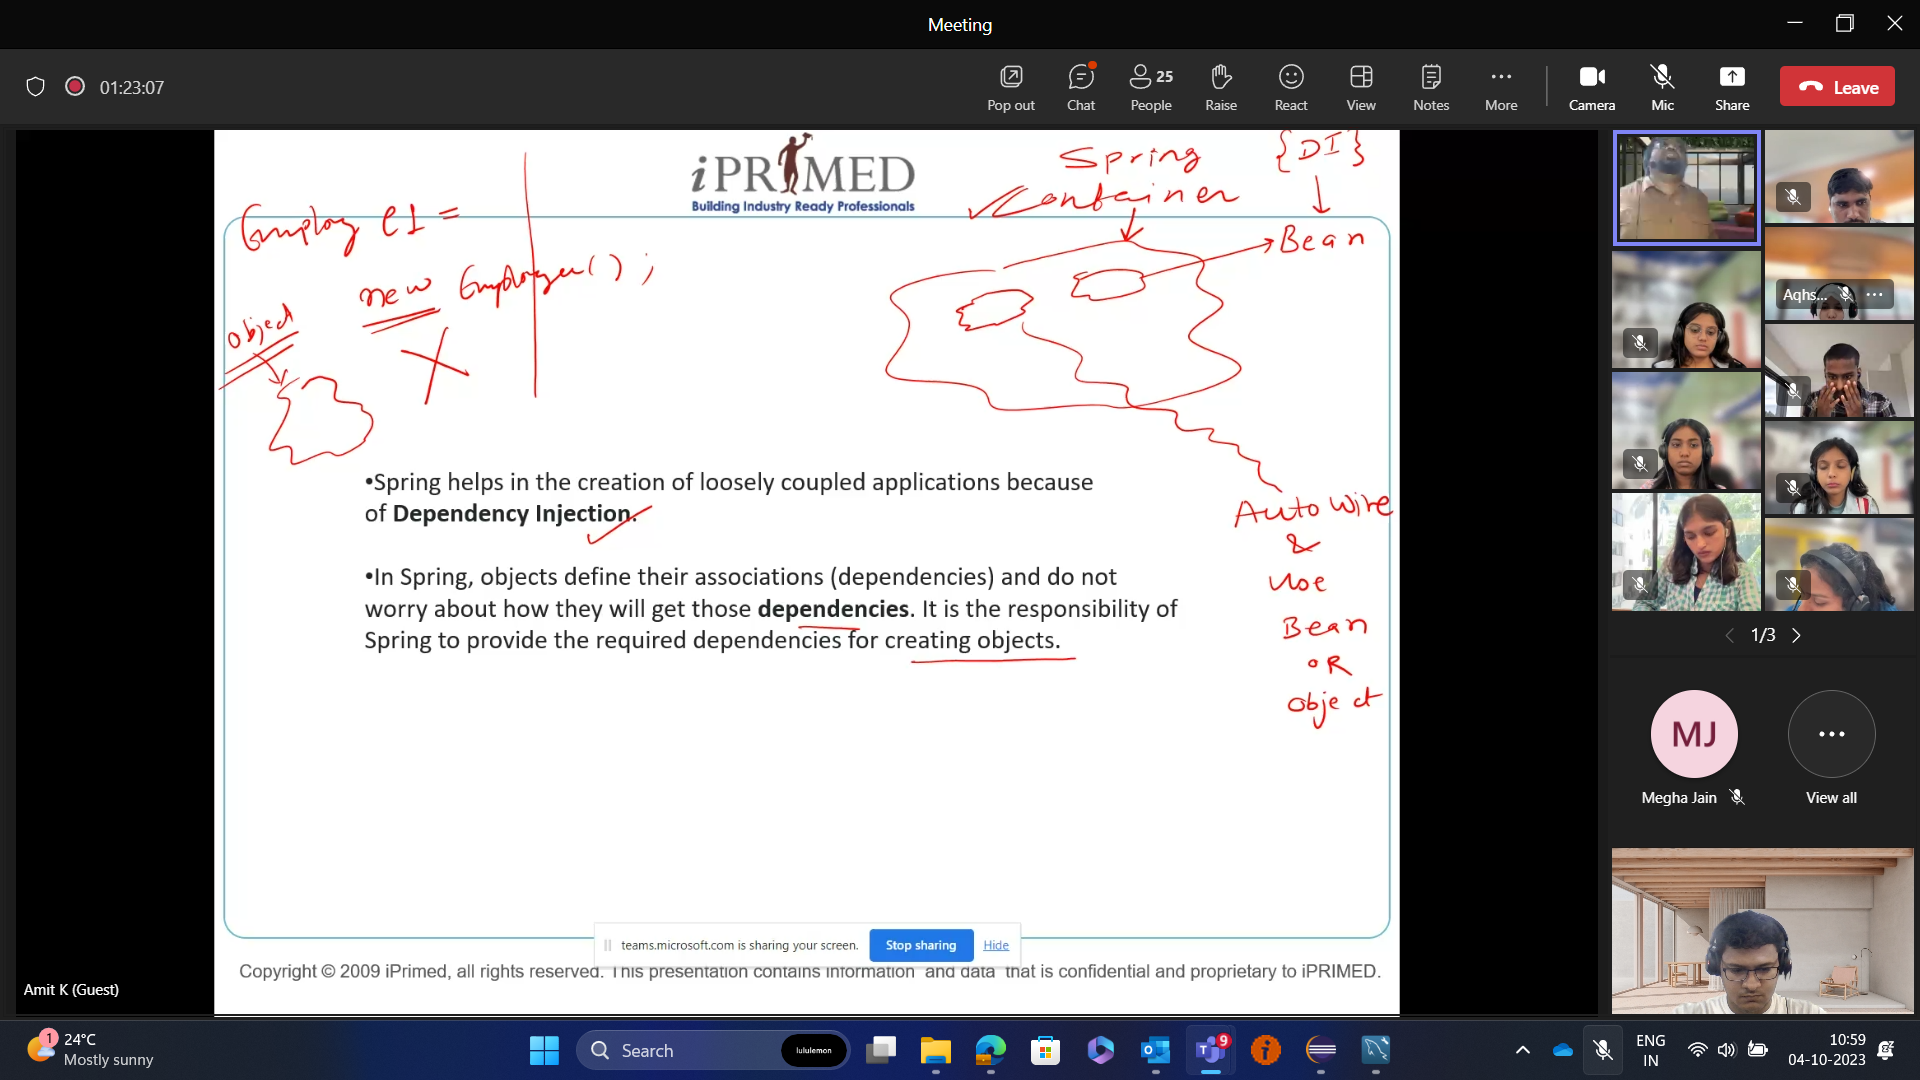 Meeting
01:23:07
Pop out
Chat
25
People
Raise
React
View
Notes
More
Camera
Mic
Share
Leave
iPRIMED
Building Industry Ready Professionals
Spring
Container
{DI}
Bean
Employ e1 =
new Employee();
object
•Spring helps in the creation of loosely coupled applications because
of Dependency Injection.
•In Spring, objects define their associations (dependencies) and do not
worry about how they will get those dependencies. It is the responsibility of
Spring to provide the required dependencies for creating objects.
Auto wire
&
use
Bean
OR
object
teams.microsoft.com is sharing your screen.
Stop sharing
Hide
Copyright © 2009 iPrimed, all rights reserved. This presentation contains information and data that is confidential and proprietary to iPRIMED.
Amit K (Guest)
Aqhs...
1/3
MJ
Megha Jain
View all
1
24°C
Mostly sunny
Search
lululemon
9
ENG
IN
10:59
04-10-2023